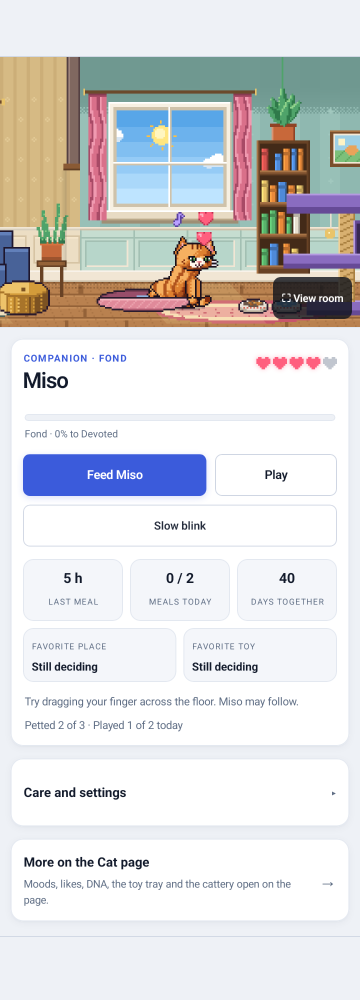 View room
COMPANION · FOND
Miso
Fond · 0% to Devoted
Feed Miso
Play
Slow blink
5 h
LAST MEAL
0 / 2
MEALS TODAY
40
DAYS TOGETHER
FAVORITE PLACE
Still deciding
FAVORITE TOY
Still deciding
Try dragging your finger across the floor. Miso may follow.
Petted 2 of 3 · Played 1 of 2 today
Care and settings
More on the Cat page
Moods, likes, DNA, the toy tray and the cattery open on the
page.